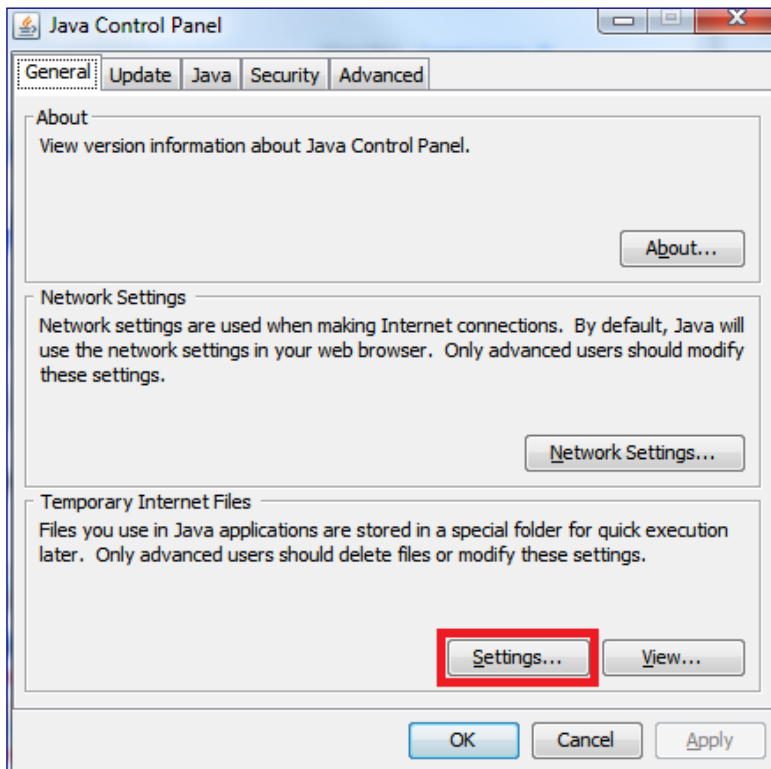 Java Control Panel
General Update Java Security Advanced
About
View version information about Java Control Panel.
About...
Network Settings
Network settings are used when making Internet connections.  By default, Java will
use the network settings in your web browser.  Only advanced users should modify
these settings.
Network Settings...
Temporary Internet Files
Files you use in Java applications are stored in a special folder for quick execution
later.  Only advanced users should delete files or modify these settings.
Settings... View...
OK Cancel Apply